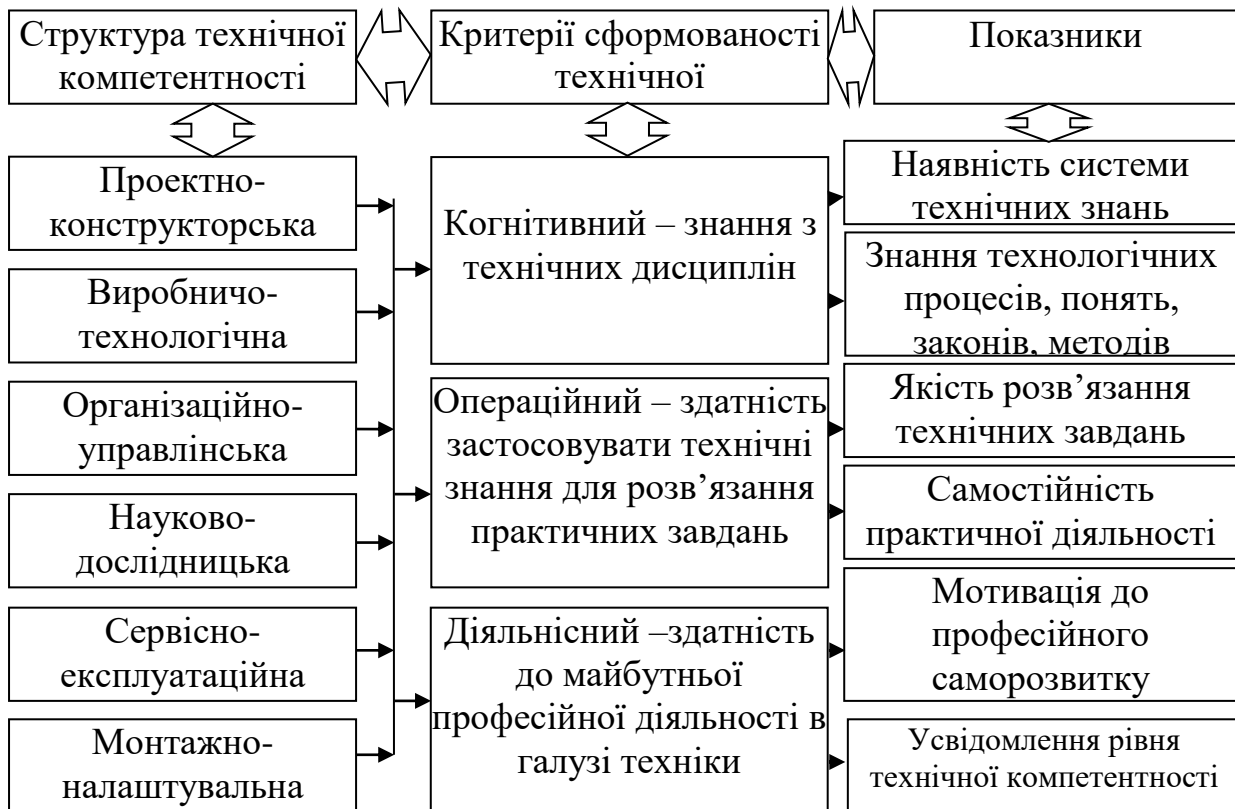 Структура технічної
компетентності
Критерії сформованості
технічної
Показники
Проектно-
конструкторська
Виробничо-
технологічна
Організаційно-
управлінська
Науково-
дослідницька
Сервісно-
експлуатаційна
Монтажно-
налаштувальна
Когнітивний – знання з
технічних дисциплін
Операційний – здатність
застосовувати технічні
знання для розв’язання
практичних завдань
Діяльнісний –здатність
до майбутньої
професійної діяльності в
галузі техніки
Наявність системи
технічних знань
Знання технологічних
процесів, понять,
законів, методів
Якість розв’язання
технічних завдань
Самостійність
практичної діяльності
Мотивація до
професійного
саморозвитку
Усвідомлення рівня
технічної компетентності